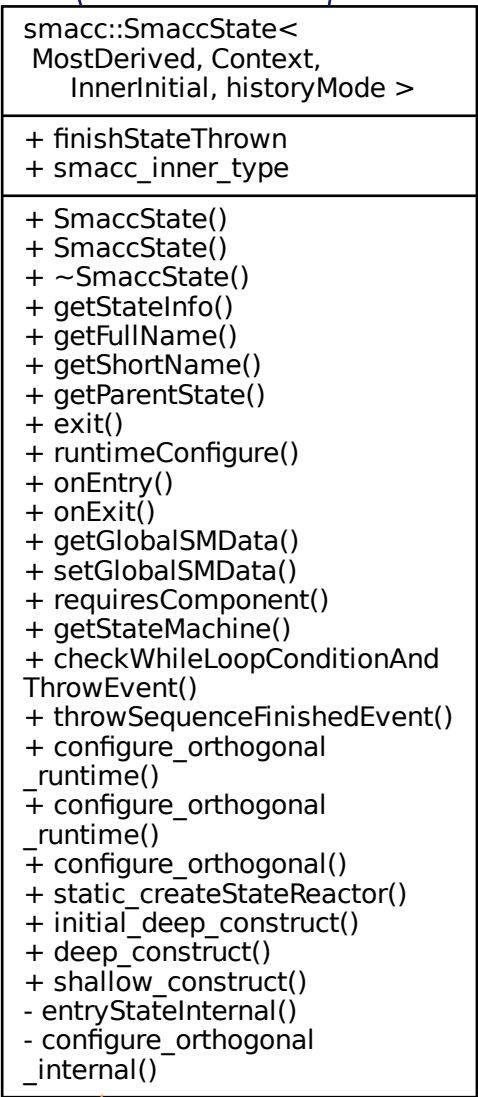 smacc::SmaccState<
MostDerived, Context,
InnerInitial, historyMode >
+ finishStateThrown
+ smacc_inner_type
+ SmaccState()
+ SmaccState()
+ ~SmaccState()
+ getStateInfo()
+ getFullName()
+ getShortName()
+ getParentState()
+ exit()
+ runtimeConfigure()
+ onEntry()
+ onExit()
+ getGlobalSMData()
+ setGlobalSMData()
+ requiresComponent()
+ getStateMachine()
+ checkWhileLoopConditionAnd
ThrowEvent()
+ throwSequenceFinishedEvent()
+ configure_orthogonal
_runtime()
+ configure_orthogonal
_runtime()
+ configure_orthogonal()
+ static_createStateReactor()
+ initial_deep_construct()
+ deep_construct()
+ shallow_construct()
- entryStateInternal()
- configure_orthogonal
_internal()